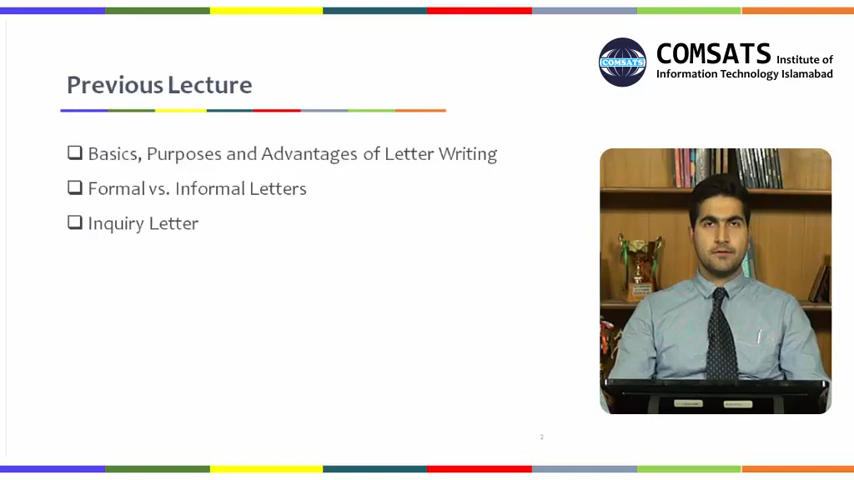 COMSATS Institute of
Information Technology Islamabad
COMSATS
Previous Lecture
Basics, Purposes and Advantages of Letter Writing
Formal vs. Informal Letters
Inquiry Letter
2